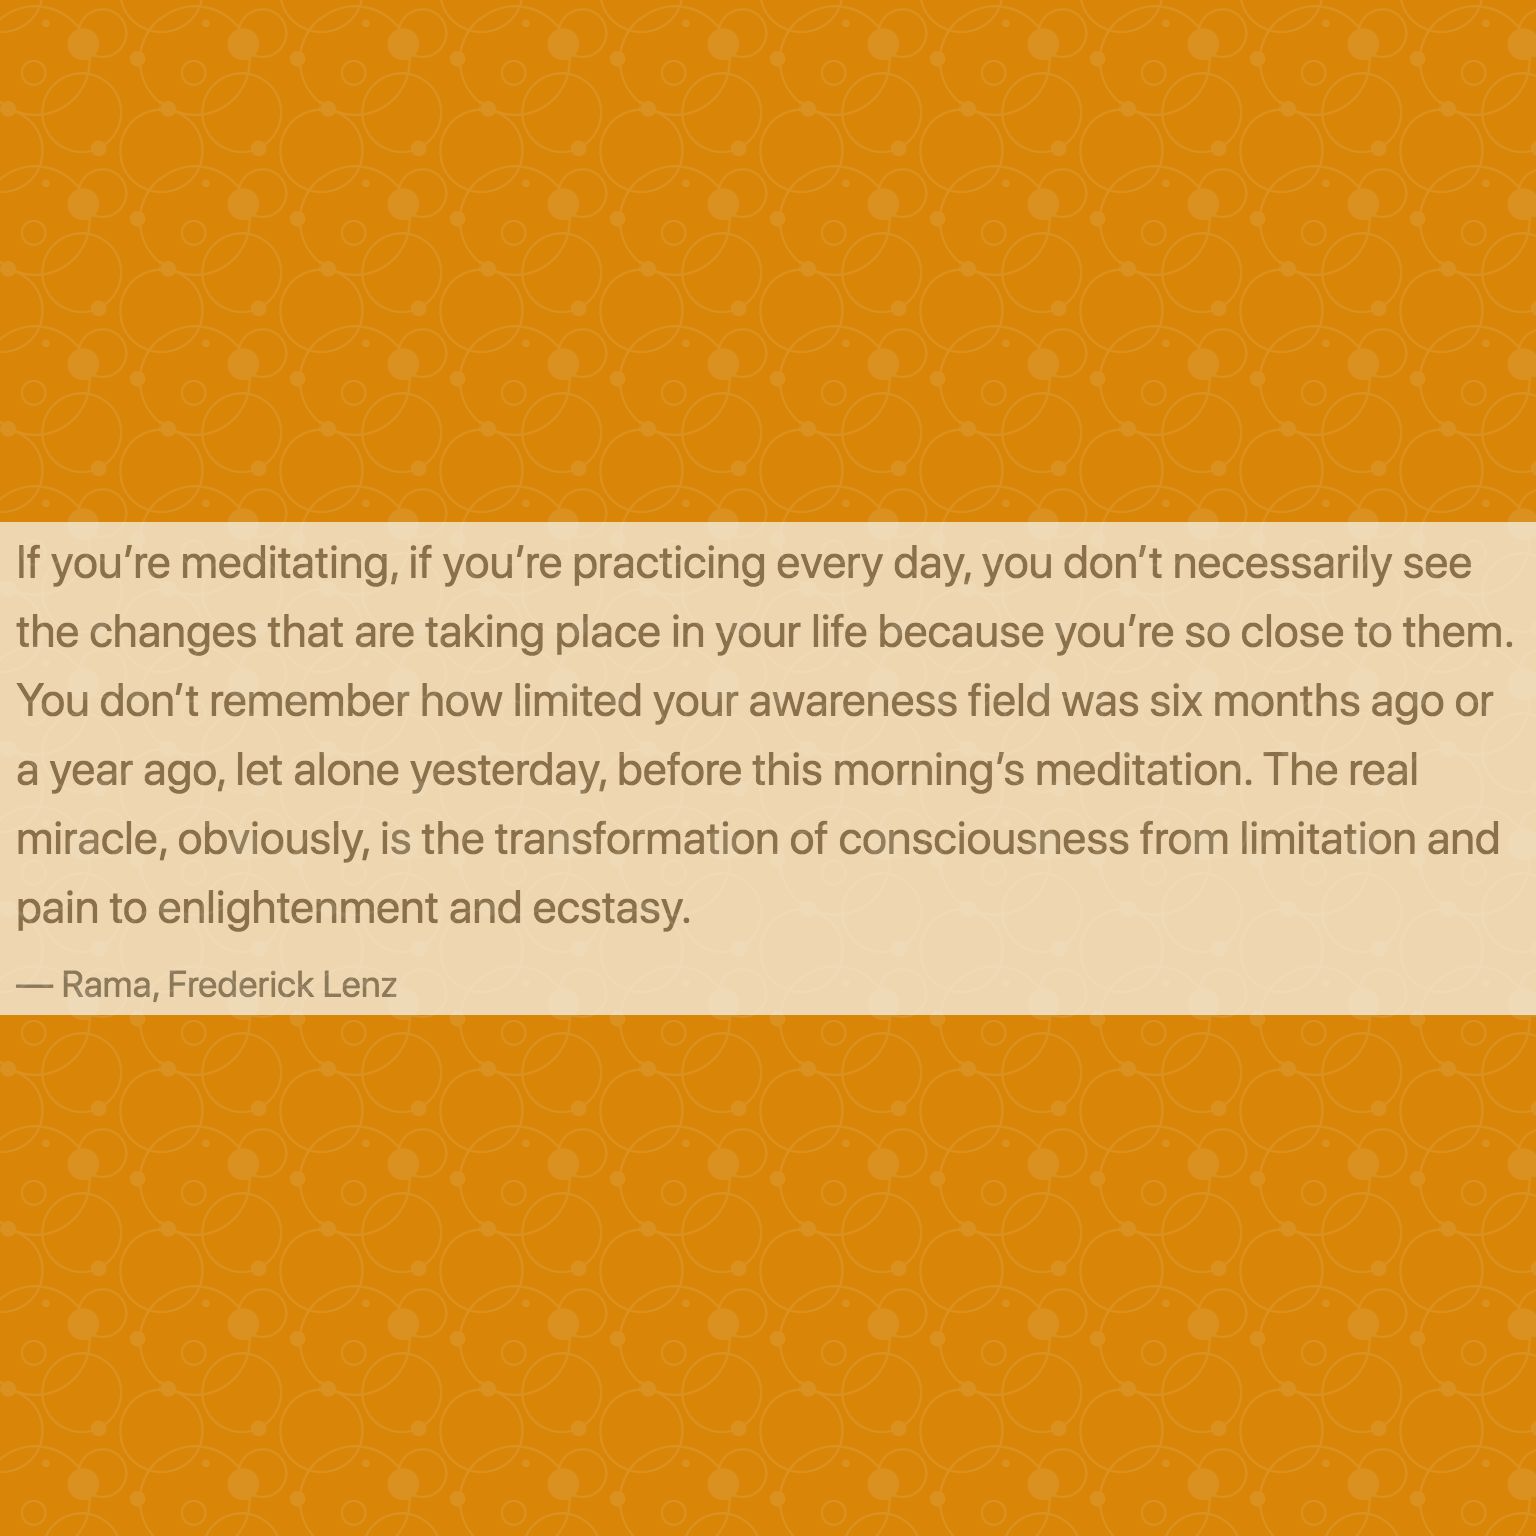 If you’re meditating, if you’re practicing every day, you don’t necessarily see
the changes that are taking place in your life because you’re so close to them.
You don’t remember how limited your awareness field was six months ago or
a year ago, let alone yesterday, before this morning’s meditation. The real
miracle, obviously, is the transformation of consciousness from limitation and
pain to enlightenment and ecstasy.
— Rama, Frederick Lenz